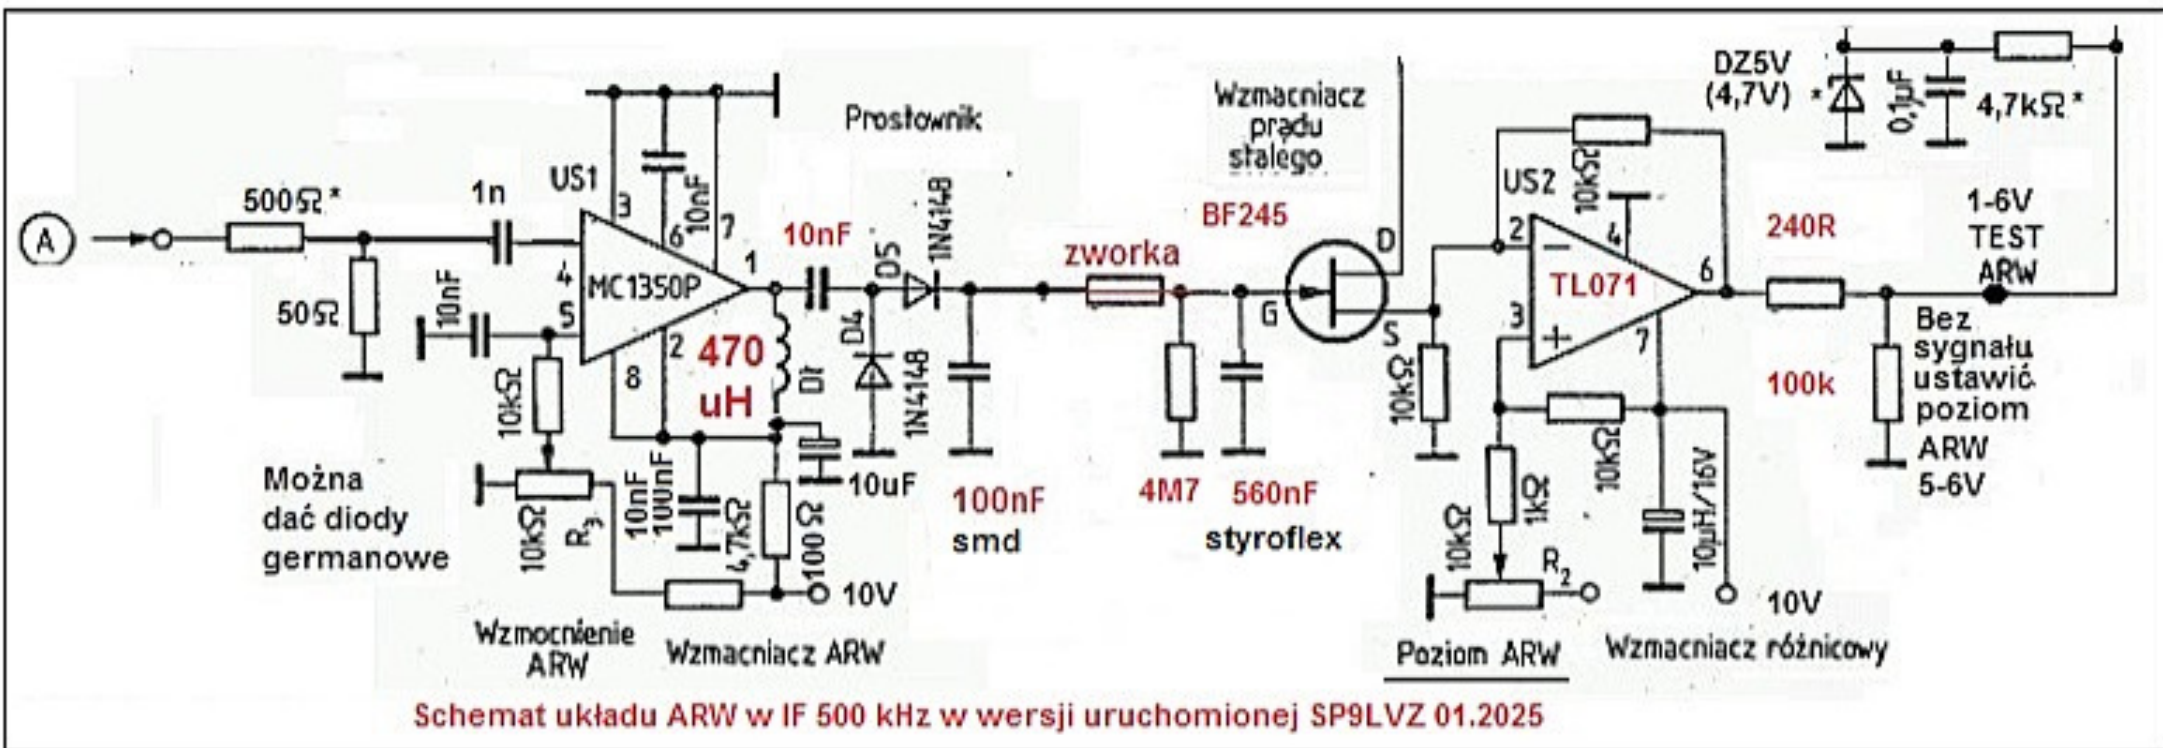 A
500Ω*
50Ω
1n
10nF
US1
3
6
10nF
7
4
MC1350P
1
5
8
2
10kΩ
470
uH
Dł
10nF
Prostownik
D5
1N4148
D4
1N4148
10uF
100nF
smd
zworka
4M7
560nF
styroflex
Można
dać diody
germanowe
10kΩ
R3
10nF
100nF
4,7kΩ
100Ω
10V
Wzmocnienie
ARW
Wzmacniacz ARW
Wzmacniacz
prądu
stałego
BF245
D
G
S
10kΩ
US2
10kΩ
2
−
4
TL071
6
3
+
7
10kΩ
1kΩ
10kΩ
R2
10µH/16V
10V
Poziom ARW
Wzmacniacz różnicowy
DZ5V
(4,7V) *
0,1µF
4,7kΩ*
240R
100k
1-6V
TEST
ARW
Bez
sygnału
ustawić
poziom
ARW
5-6V
Schemat układu ARW w IF 500 kHz w wersji uruchomionej SP9LVZ 01.2025